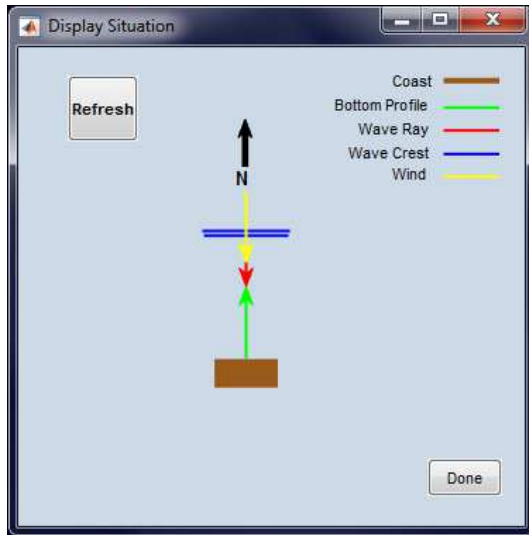 Display Situation
Refresh
Coast
Bottom Profile
Wave Ray
Wave Crest
Wind
N
Done